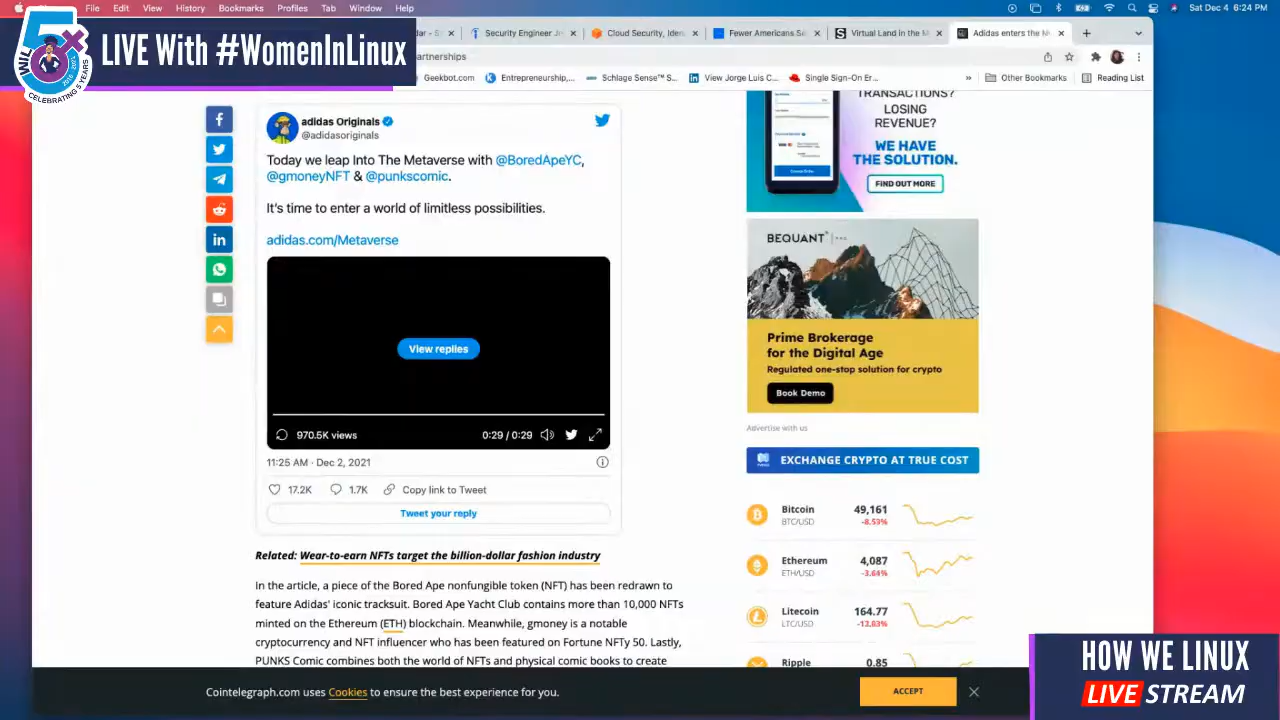 File Edit View History Bookmarks Profiles Tab Window Help
Sat Dec 4 6:24 PM
5x
WIL
CELEBRATING 5 YEARS
LIVE With #WomenInLinux
Security Engineer J
Cloud Security, Iden
Fewer Americans Sa
Virtual Land in the M
Adidas enters the M
artnerships
Geekbot.com
Entrepreneurship,...
Schlage Sense™ S...
View Jorge Luis C...
Single Sign-On Er...
»
Other Bookmarks
Reading List
adidas Originals
@adidasoriginals
Today we leap Into The Metaverse with @BoredApeYC,
@gmoneyNFT & @punkscomic.
It's time to enter a world of limitless possibilities.
adidas.com/Metaverse
View replies
970.5K views
0:29 / 0:29
11:25 AM · Dec 2, 2021
17.2K
1.7K
Copy link to Tweet
Tweet your reply
Related: Wear-to-earn NFTs target the billion-dollar fashion industry
In the article, a piece of the Bored Ape nonfungible token (NFT) has been redrawn to
feature Adidas' iconic tracksuit. Bored Ape Yacht Club contains more than 10,000 NFTs
minted on the Ethereum (ETH) blockchain. Meanwhile, gmoney is a notable
cryptocurrency and NFT influencer who has been featured on Fortune NFTy 50. Lastly,
PUNKS Comic combines both the world of NFTs and physical comic books to create
TRANSACTIONS?
LOSING
REVENUE?
WE HAVE
THE SOLUTION.
FIND OUT MORE
BEQUANT
Prime Brokerage
for the Digital Age
Regulated one-stop solution for crypto
Book Demo
Advertise with us
EXCHANGE CRYPTO AT TRUE COST
Bitcoin 49,161
BTC/USD -8.53%
Ethereum 4,087
ETH/USD -3.64%
Litecoin 164.77
LTC/USD -13.83%
Ripple 0.85
Cointelegraph.com uses Cookies to ensure the best experience for you.
ACCEPT
HOW WE LINUX
LIVE STREAM